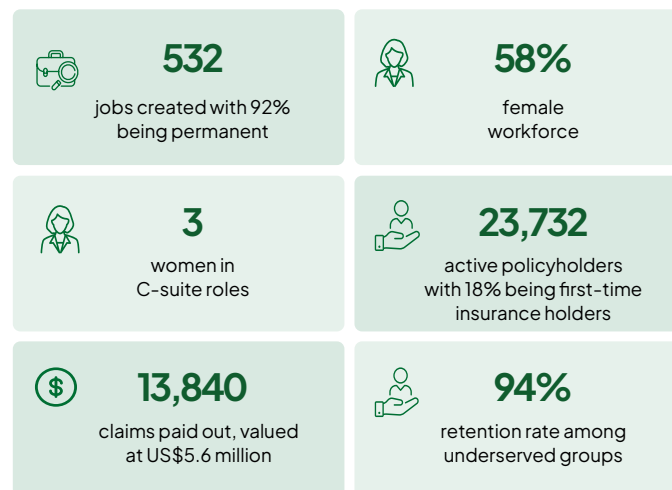 532
jobs created with 92%
being permanent
58%
female
workforce
3
women in
C-suite roles
23,732
active policyholders
with 18% being first-time
insurance holders
13,840
claims paid out, valued
at US$5.6 million
94%
retention rate among
underserved groups